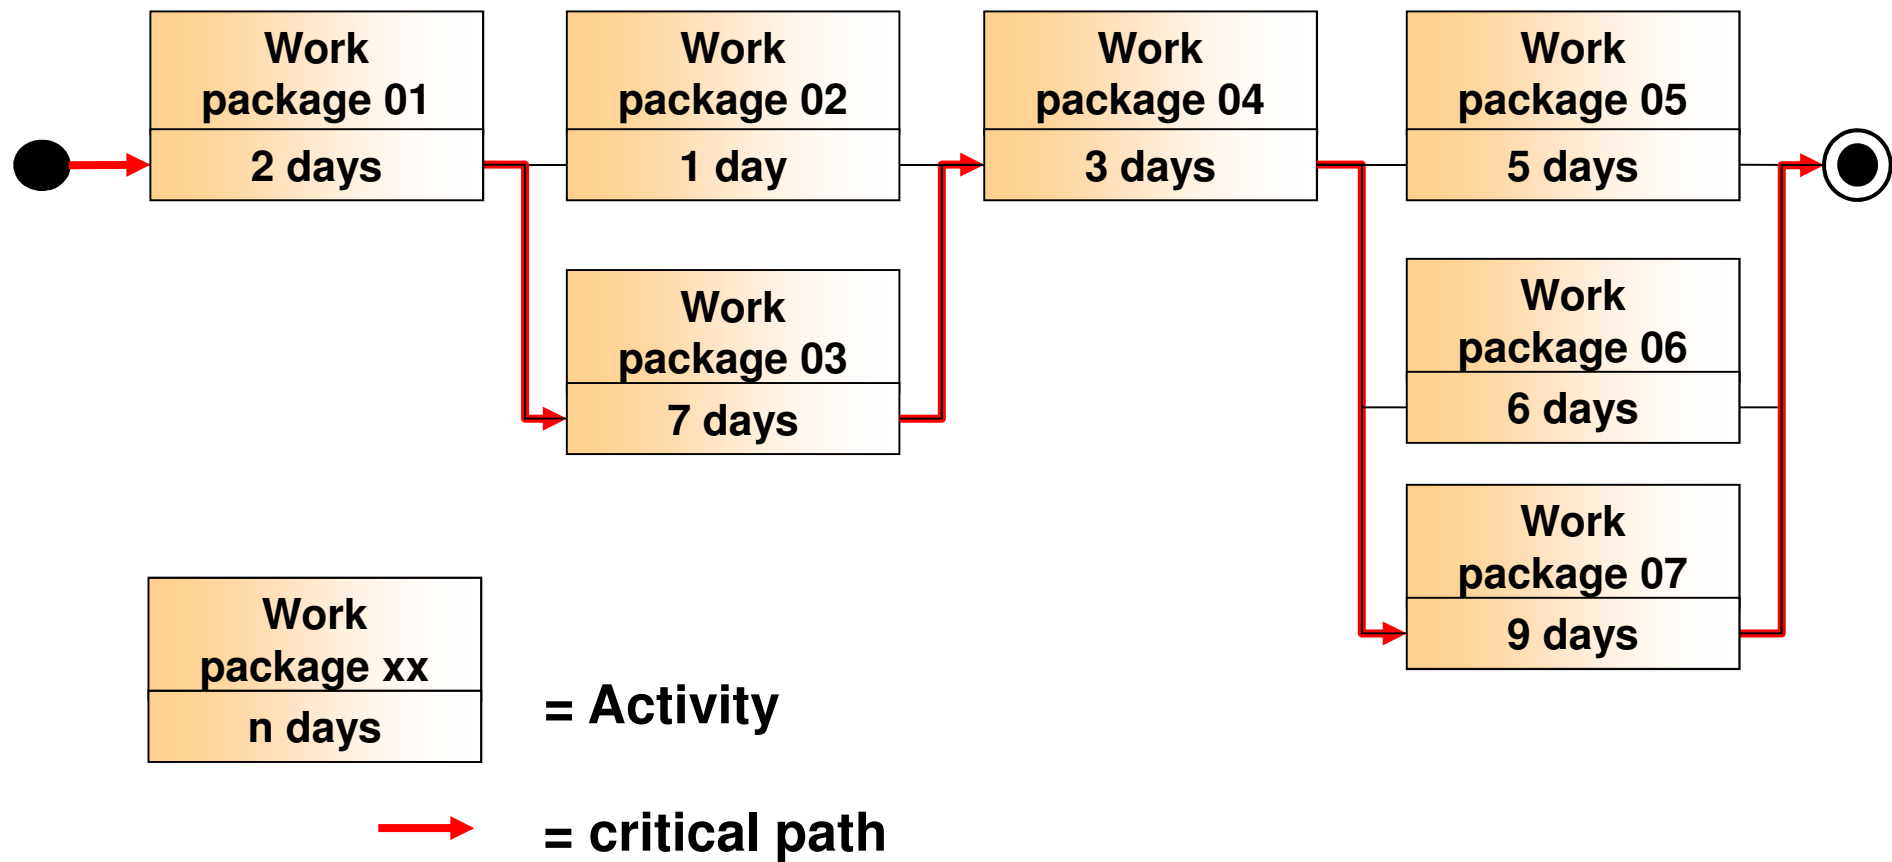 Work
package 01
2 days
Work
package 02
1 day
Work
package 03
7 days
Work
package 04
3 days
Work
package 05
5 days
Work
package 06
6 days
Work
package 07
9 days
Work
package xx
n days
= Activity
= critical path